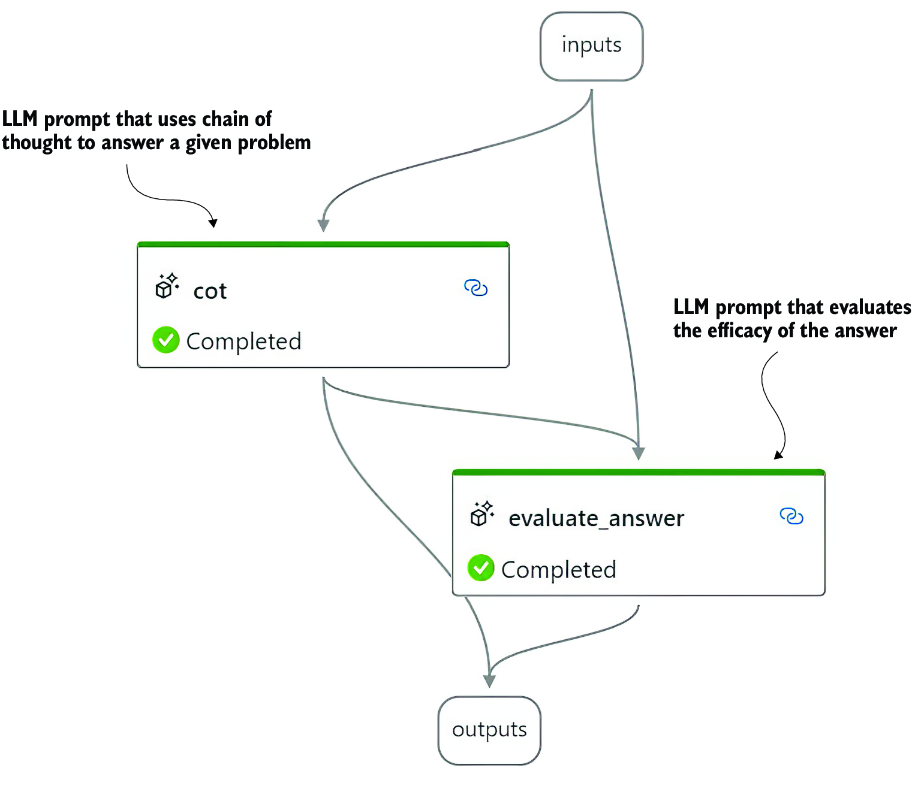 inputs
LLM prompt that uses chain of
thought to answer a given problem
cot
Completed
LLM prompt that evaluates
the efficacy of the answer
evaluate_answer
Completed
outputs